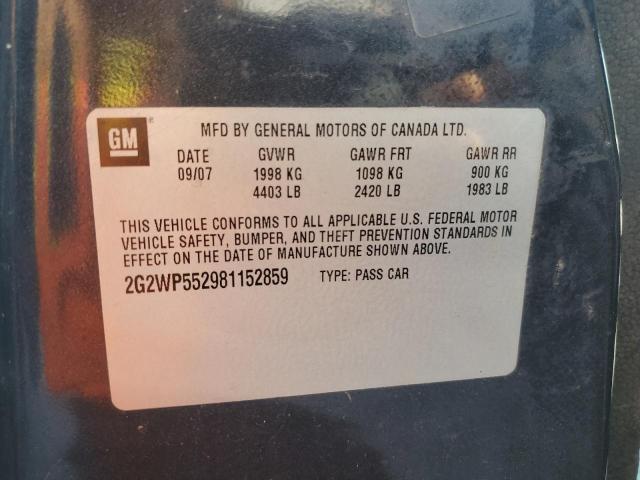 GM
MFD BY GENERAL MOTORS OF CANADA LTD.
DATE GVWR GAWR FRT GAWR RR
09/07 1998 KG 1098 KG 900 KG
4403 LB 2420 LB 1983 LB
THIS VEHICLE CONFORMS TO ALL APPLICABLE U.S. FEDERAL MOTOR
VEHICLE SAFETY, BUMPER, AND THEFT PREVENTION STANDARDS IN
EFFECT ON THE DATE OF MANUFACTURE SHOWN ABOVE.
2G2WP552981152859 TYPE: PASS CAR